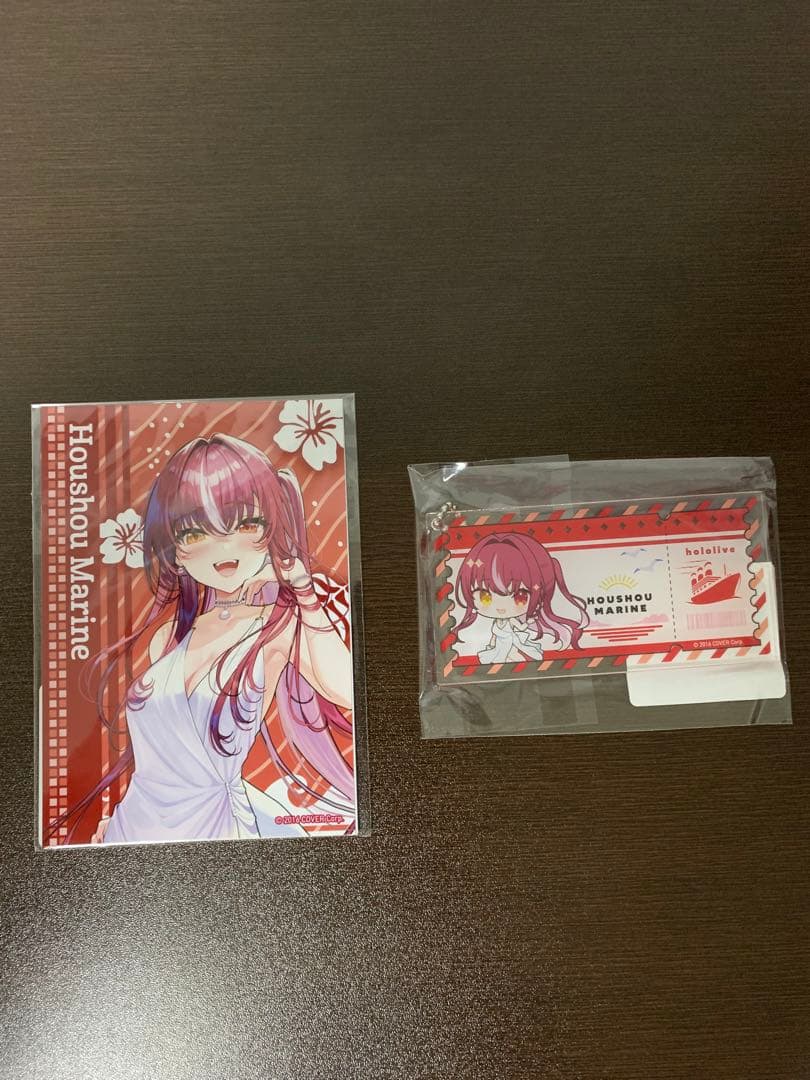 Houshou Marine
© 2016 COVER Corp.
hololive
HOUSHOU
MARINE
© 2016 COVER Corp.